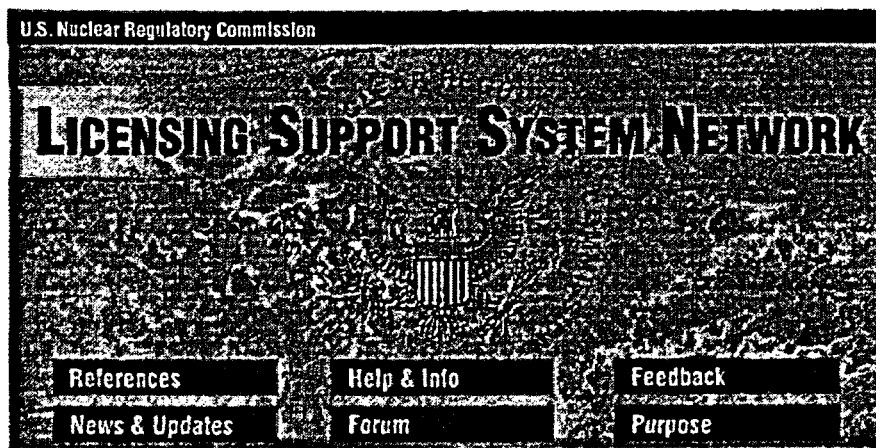 U.S. Nuclear Regulatory Commission
LICENSING SUPPORT SYSTEM NETWORK
References Help & Info Feedback
News & Updates Forum Purpose